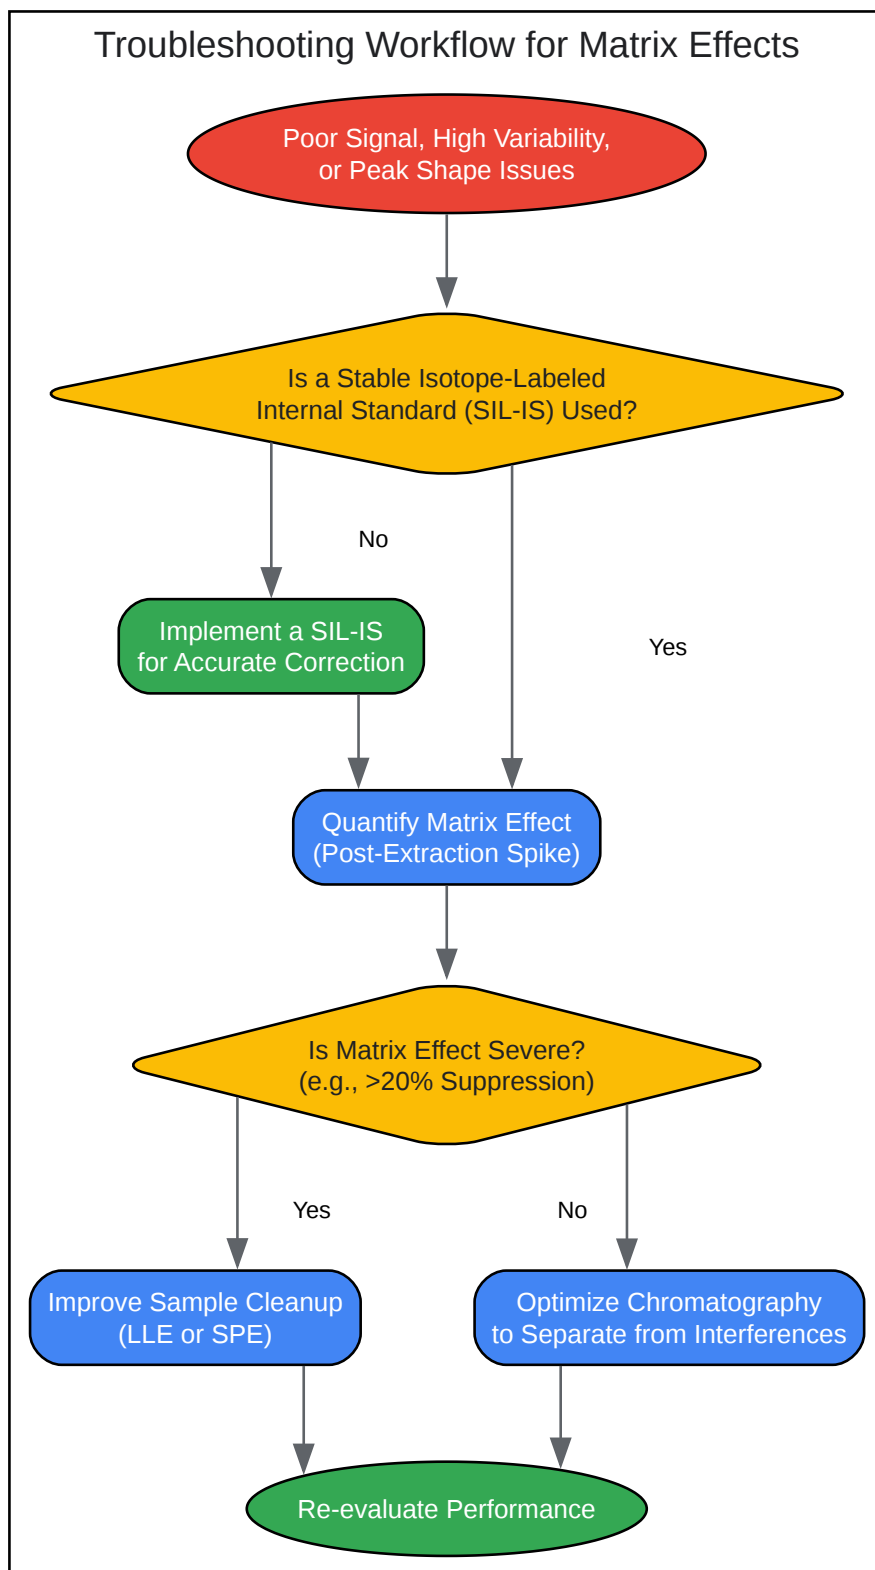 Troubleshooting Workflow for Matrix Effects
Poor Signal, High Variability,
or Peak Shape Issues
Is a Stable Isotope-Labeled
Internal Standard (SIL-IS) Used?
No
Implement a SIL-IS
for Accurate Correction
Yes
Quantify Matrix Effect
(Post-Extraction Spike)
Is Matrix Effect Severe?
(e.g., >20% Suppression)
Yes
No
Improve Sample Cleanup
(LLE or SPE)
Optimize Chromatography
to Separate from Interferences
Re-evaluate Performance